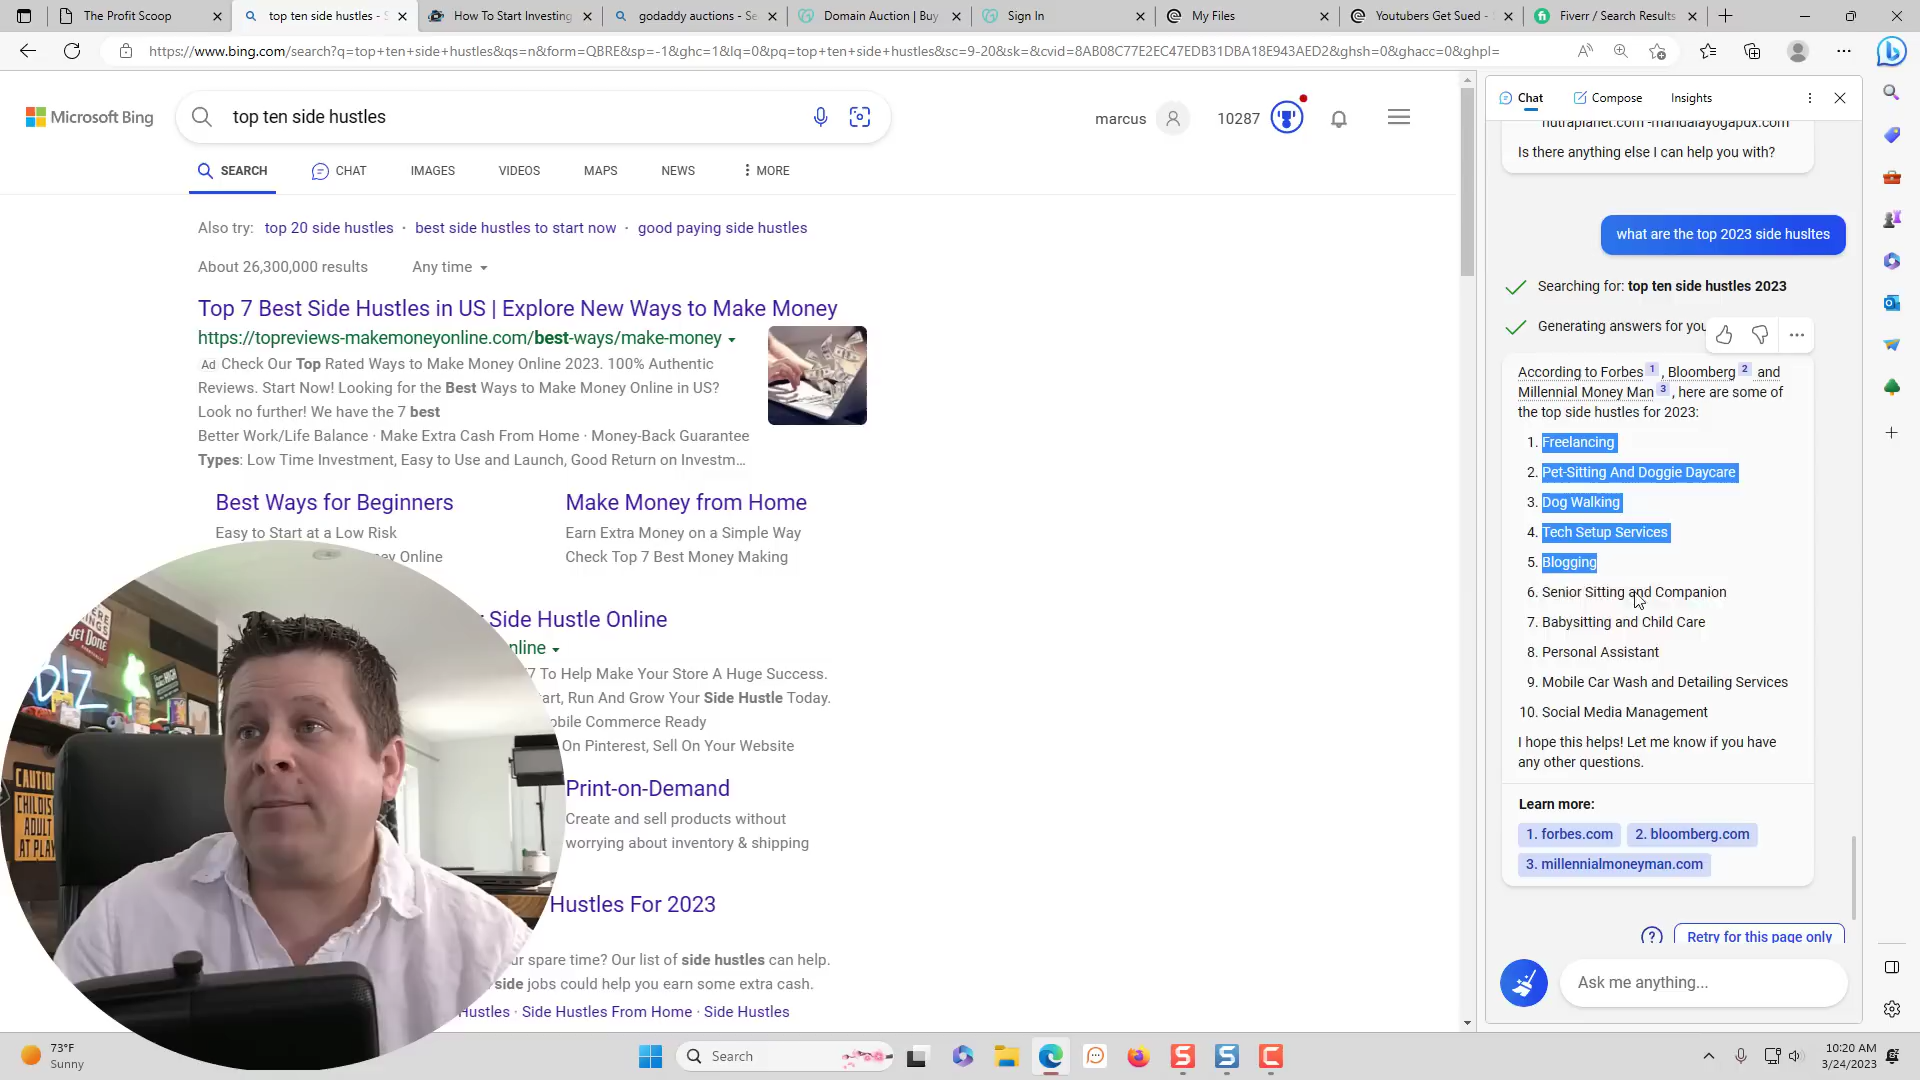 The Profit Scoop
top ten side hustles - S
How To Start Investing
godaddy auctions - Se
Domain Auction | Buy
Sign In
My Files
Youtubers Get Sued -
Fiverr / Search Results
https://www.bing.com/search?q=top+ten+side+hustles&qs=n&form=QBRE&sp=-1&ghc=1&lq=0&pq=top+ten+side+hustles&sc=9-20&sk=&cvid=8AB08C77E2EC47EDB31DBA18E943AED2&ghsh=0&ghacc=0&ghpl=
Microsoft Bing
top ten side hustles
marcus
10287
SEARCH
CHAT
IMAGES
VIDEOS
MAPS
NEWS
MORE
Also try: top 20 side hustles · best side hustles to start now · good paying side hustles
About 26,300,000 results
Any time
Top 7 Best Side Hustles in US | Explore New Ways to Make Money
https://topreviews-makemoneyonline.com/best-ways/make-money
Ad Check Our Top Rated Ways to Make Money Online 2023. 100% Authentic
Reviews. Start Now! Looking for the Best Ways to Make Money Online in US?
Look no further! We have the 7 best
Better Work/Life Balance · Make Extra Cash From Home · Money-Back Guarantee
Types: Low Time Investment, Easy to Use and Launch, Good Return on Investm...
Best Ways for Beginners
Easy to Start at a Low Risk
ey Online
Make Money from Home
Earn Extra Money on a Simple Way
Check Top 7 Best Money Making
Side Hustle Online
nline
7 To Help Make Your Store A Huge Success.
art, Run And Grow Your Side Hustle Today.
obile Commerce Ready
On Pinterest, Sell On Your Website
Print-on-Demand
Create and sell products without
worrying about inventory & shipping
Hustles For 2023
ur spare time? Our list of side hustles can help.
side jobs could help you earn some extra cash.
Hustles · Side Hustles From Home · Side Hustles
CAUTION
CHILDIS
ADULT
AT PLAY
get Done
Chat
Compose
Insights
nutraplanet.com -mandalayogapdx.com
Is there anything else I can help you with?
what are the top 2023 side husltes
Searching for: top ten side hustles 2023
Generating answers for you
According to Forbes 1 , Bloomberg 2 and
Millennial Money Man 3 , here are some of
the top side hustles for 2023:
1. Freelancing
2. Pet-Sitting And Doggie Daycare
3. Dog Walking
4. Tech Setup Services
5. Blogging
6. Senior Sitting and Companion
7. Babysitting and Child Care
8. Personal Assistant
9. Mobile Car Wash and Detailing Services
10. Social Media Management
I hope this helps! Let me know if you have
any other questions.
Learn more:
1. forbes.com
2. bloomberg.com
3. millennialmoneyman.com
Retry for this page only
Ask me anything...
73°F
Sunny
Search
10:20 AM
3/24/2023